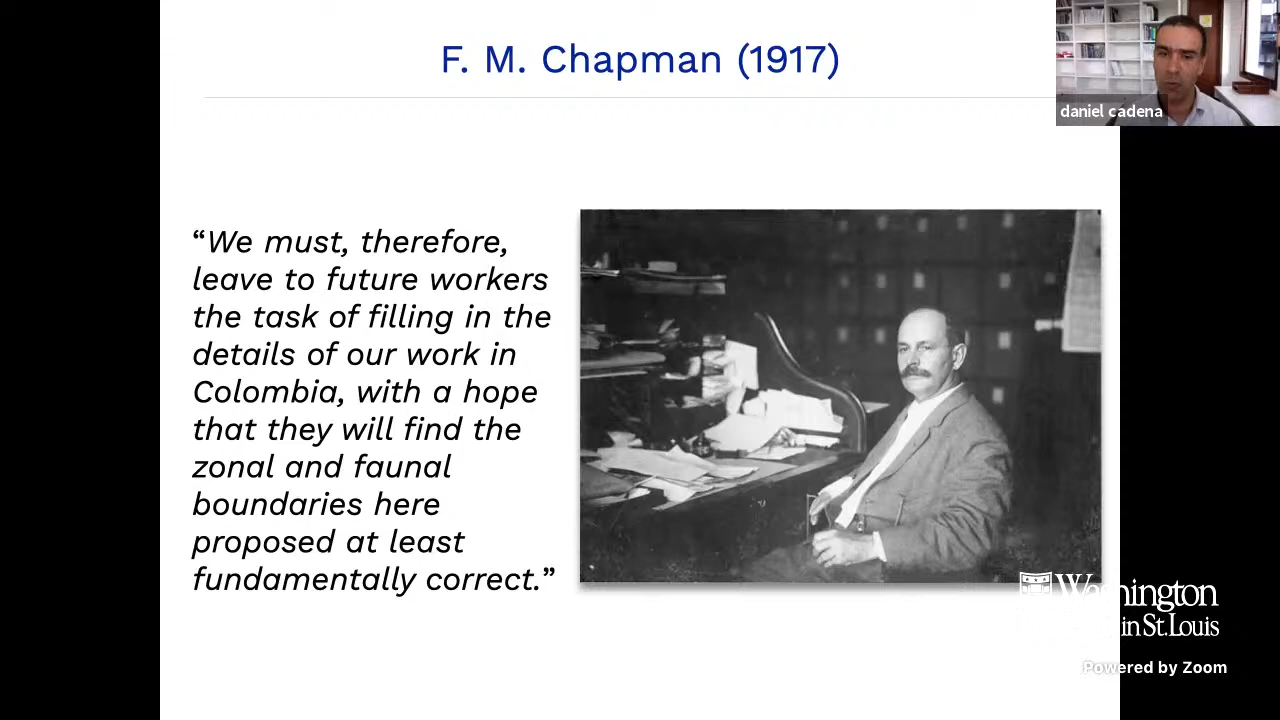 F. M. Chapman (1917)
daniel cadena
“We must, therefore,
leave to future workers
the task of filling in the
details of our work in
Colombia, with a hope
that they will find the
zonal and faunal
boundaries here
proposed at least
fundamentally correct.”
Washington
in St. Louis
Powered by Zoom